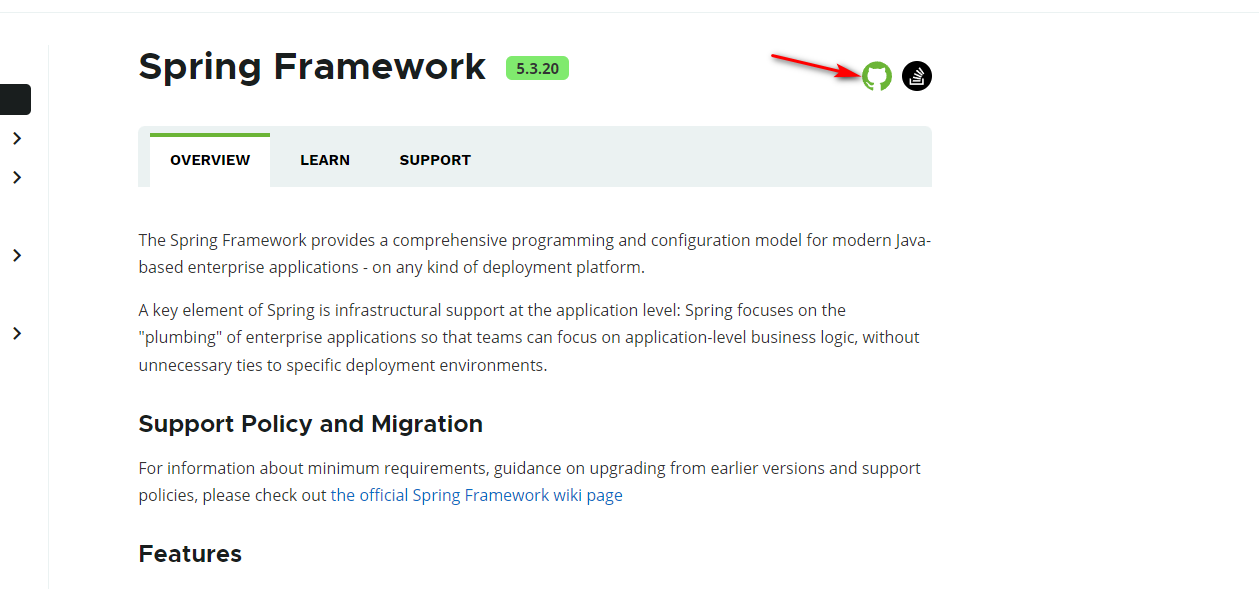 Spring Framework 5.3.20
OVERVIEW LEARN SUPPORT
The Spring Framework provides a comprehensive programming and configuration model for modern Java-
based enterprise applications - on any kind of deployment platform.
A key element of Spring is infrastructural support at the application level: Spring focuses on the
"plumbing" of enterprise applications so that teams can focus on application-level business logic, without
unnecessary ties to specific deployment environments.
Support Policy and Migration
For information about minimum requirements, guidance on upgrading from earlier versions and support
policies, please check out the official Spring Framework wiki page
Features